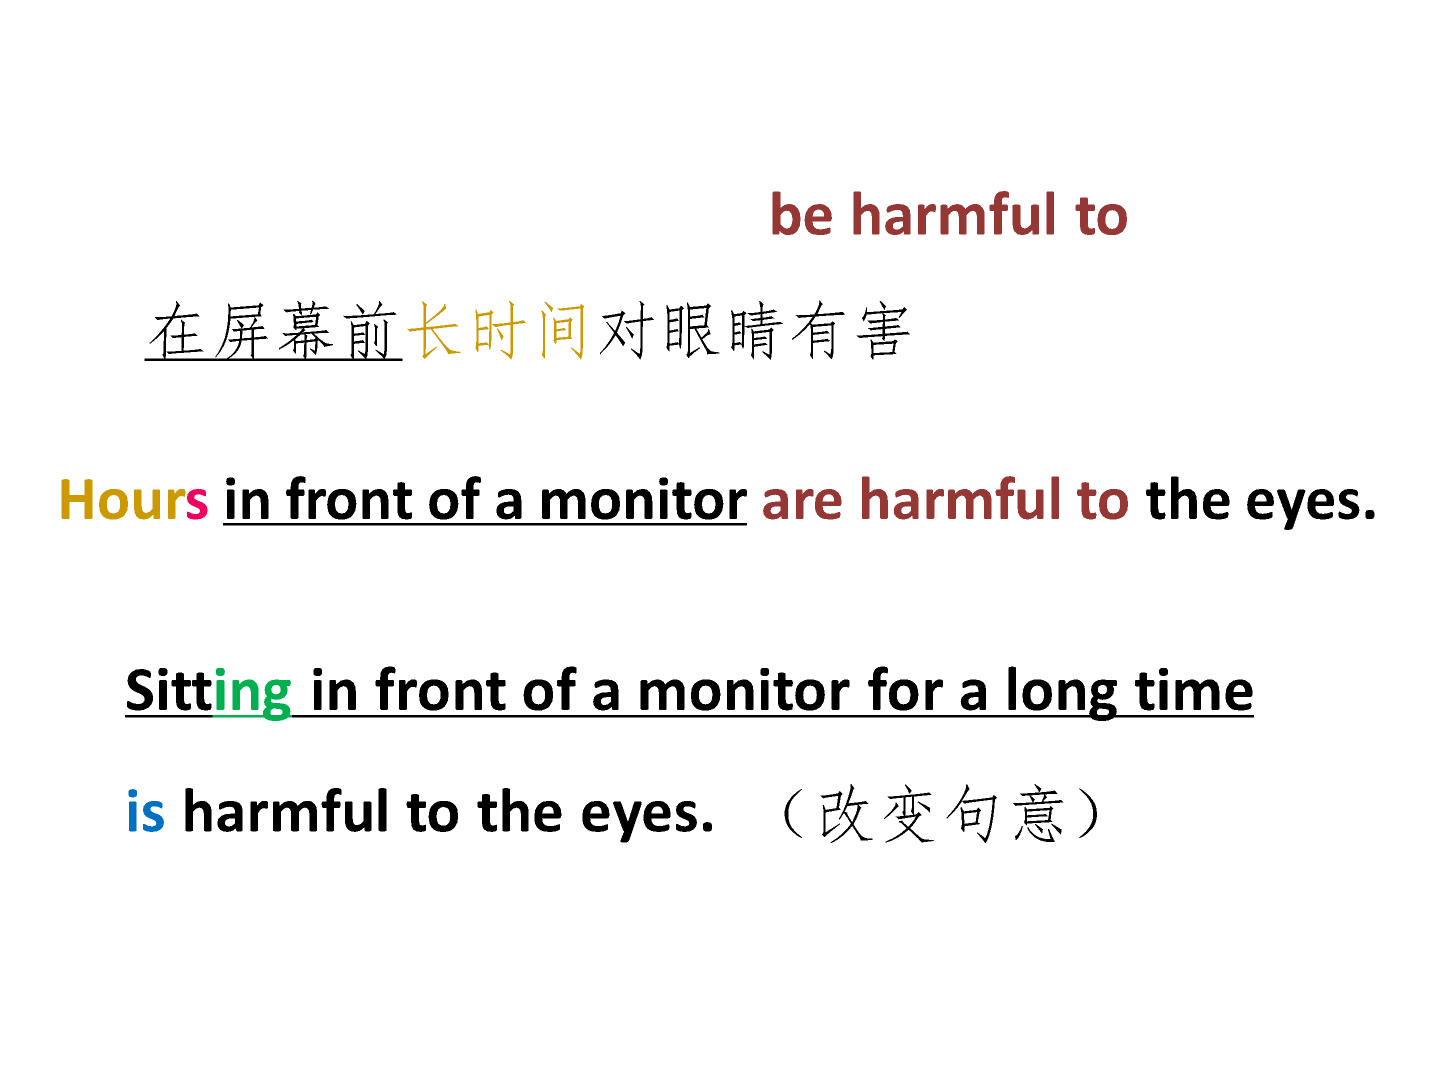 be harmful to
在屏幕前长时间对眼睛有害
Hours in front of a monitor are harmful to the eyes.
Sitting in front of a monitor for a long time
is harmful to the eyes. （改变句意）